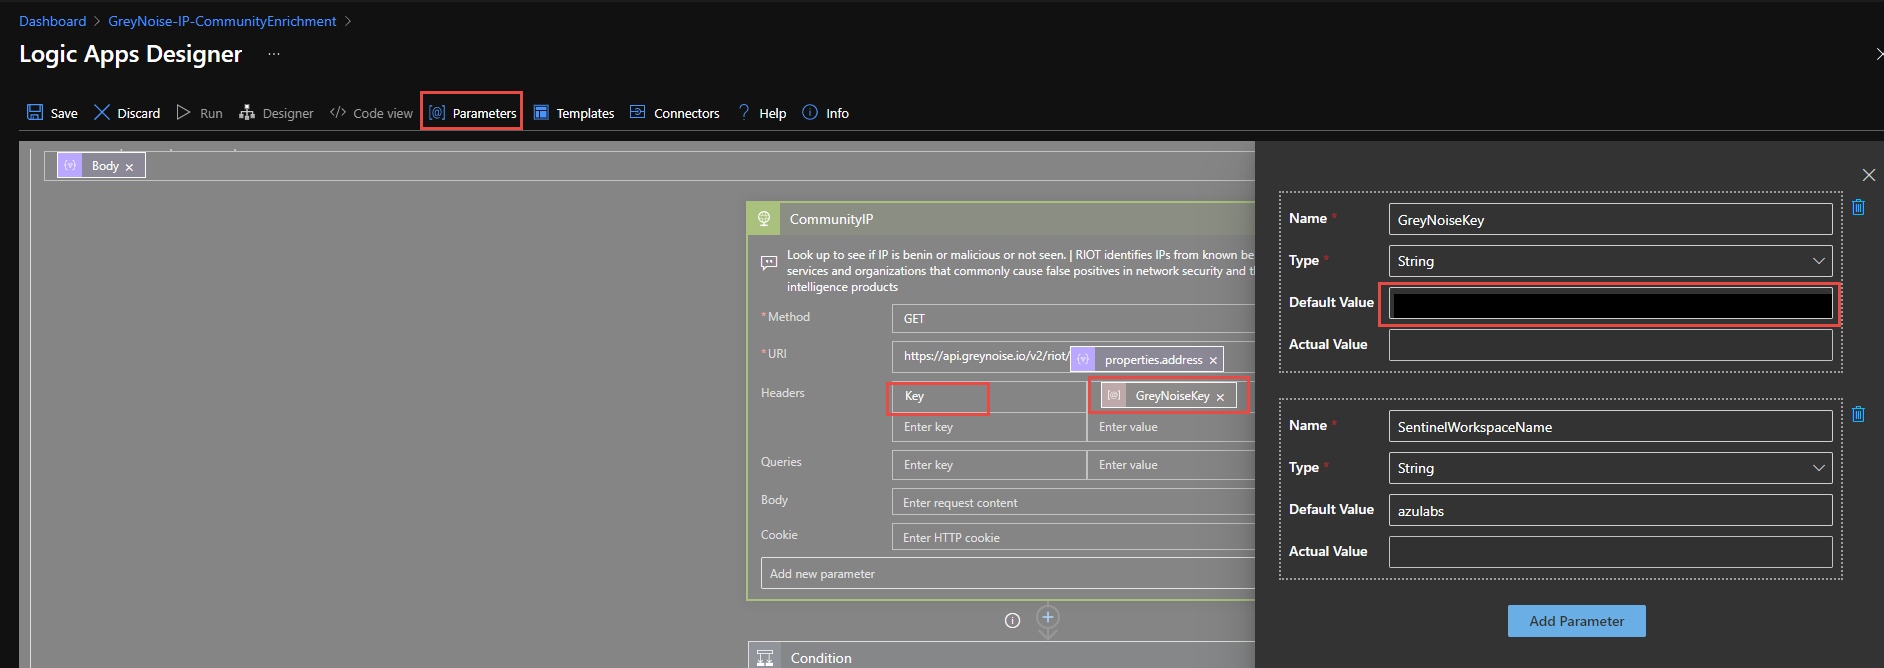 Dashboard > GreyNoise-IP-CommunityEnrichment >
Logic Apps Designer ...
Save Discard Run Designer </> Code view [@] Parameters Templates Connectors ? Help Info
{v} Body ×
CommunityIP
Look up to see if IP is benin or malicious or not seen. | RIOT identifies IPs from known be
services and organizations that commonly cause false positives in network security and th
intelligence products
*Method GET
*URI https://api.greynoise.io/v2/riot/ {v} properties.address ×
Headers Key [@] GreyNoiseKey ×
Enter key Enter value
Queries Enter key Enter value
Body Enter request content
Cookie Enter HTTP cookie
Add new parameter
Condition
Name * GreyNoiseKey
Type * String
Default Value
Actual Value
Name * SentinelWorkspaceName
Type * String
Default Value azulabs
Actual Value
Add Parameter